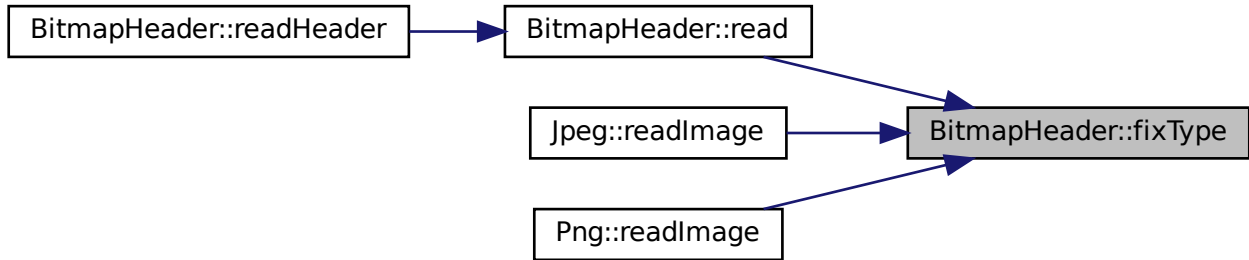 BitmapHeader::readHeader
BitmapHeader::read
Jpeg::readImage
BitmapHeader::fixType
Png::readImage